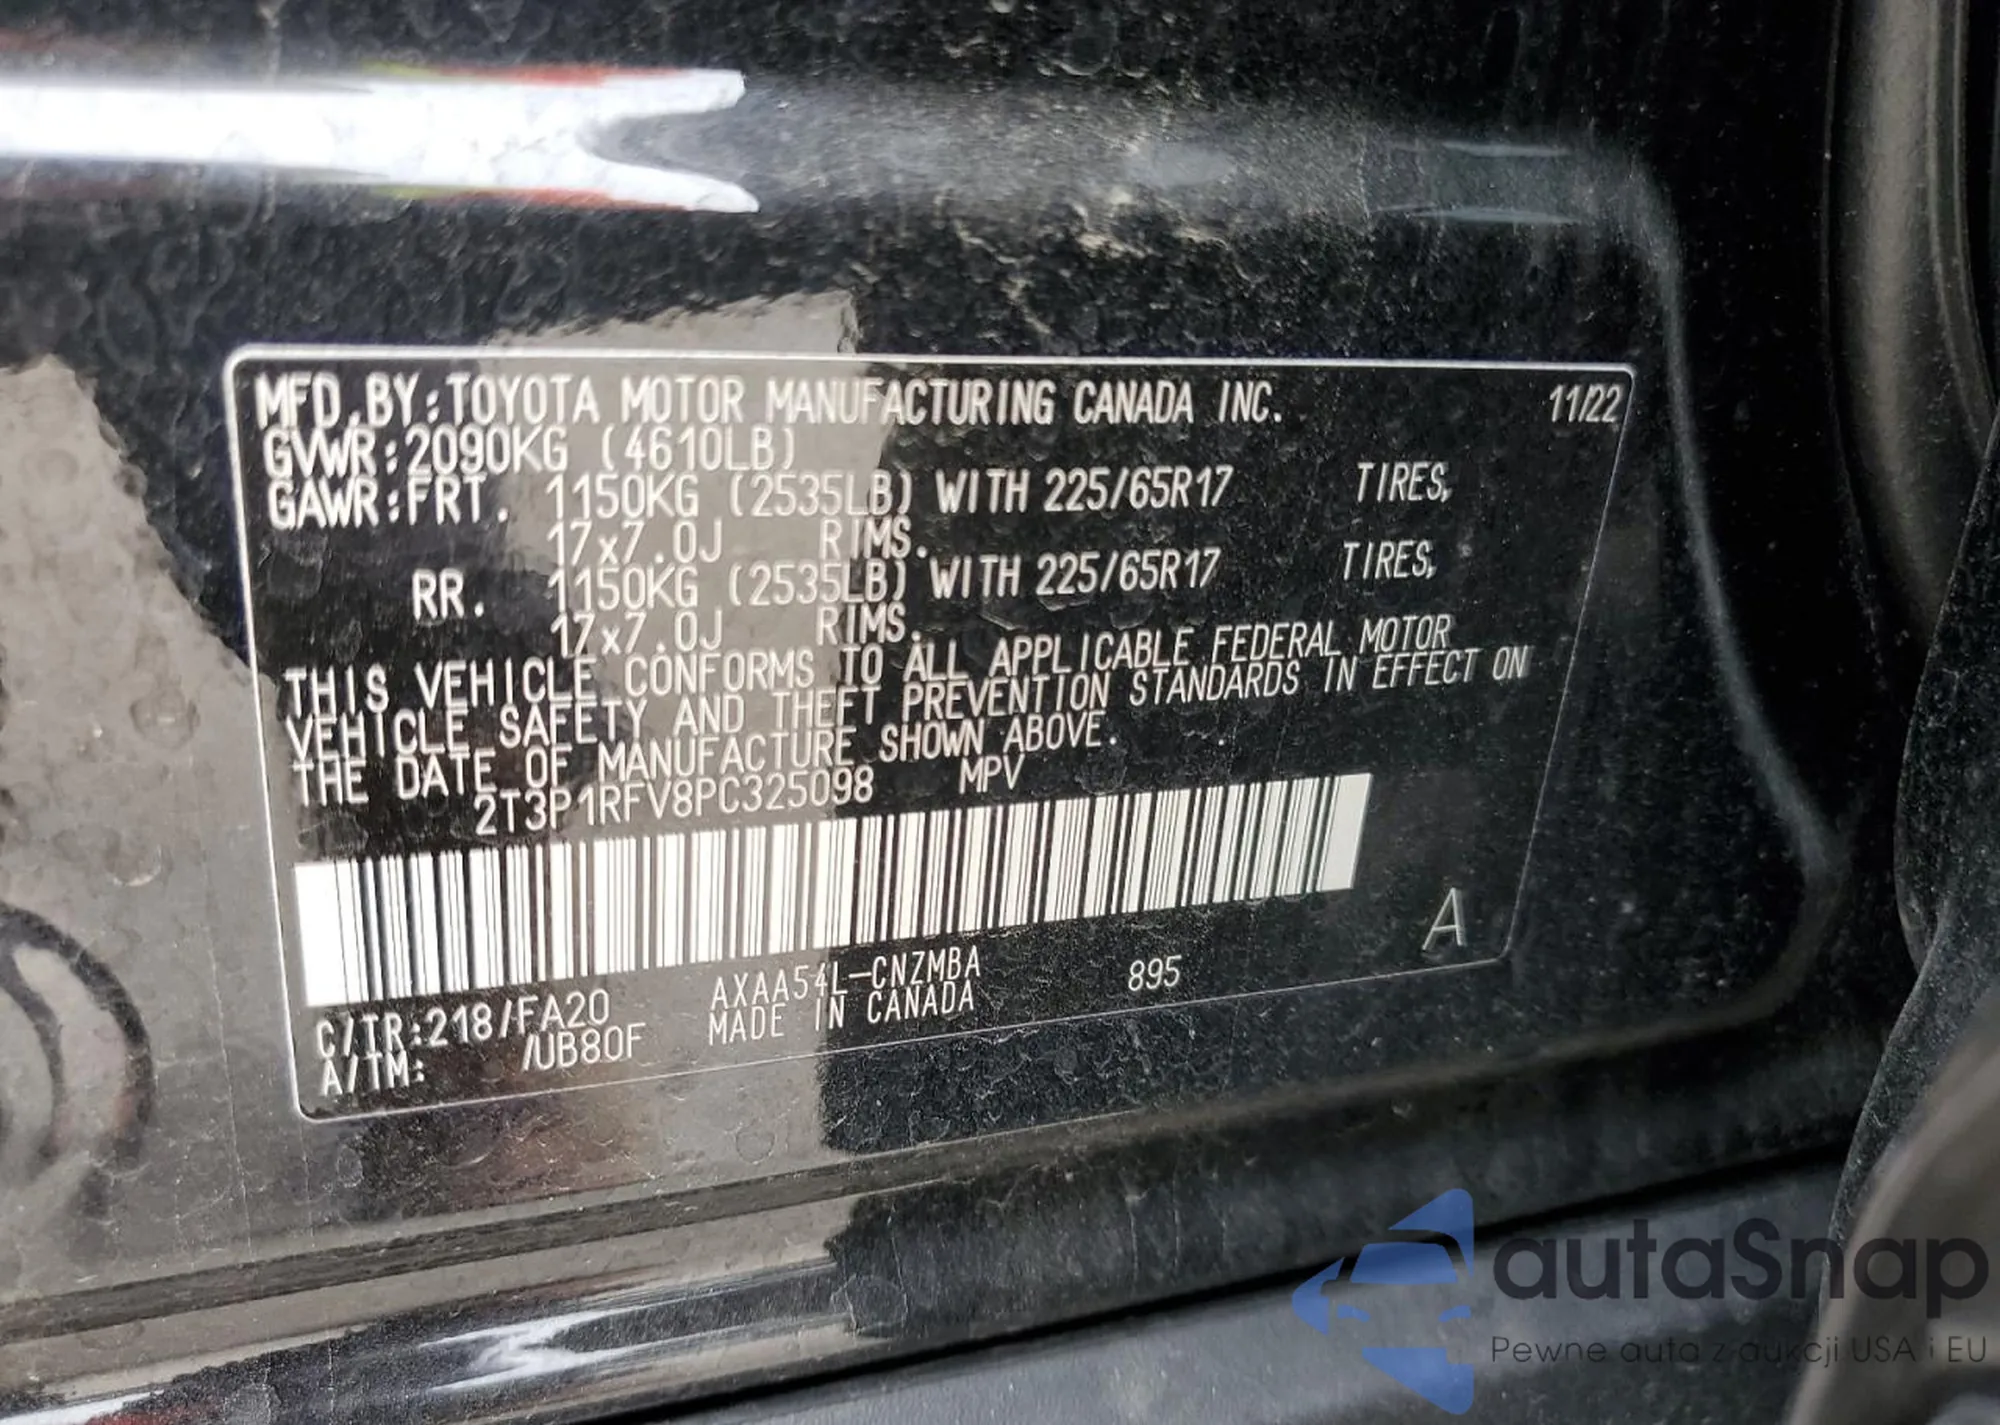 MFD.BY:TOYOTA MOTOR MANUFACTURING CANADA INC. 11/22
GVWR:2090KG (4610LB)
GAWR:FRT. 1150KG (2535LB) WITH 225/65R17 TIRES,
17x7.0J RIMS.
RR. 1150KG (2535LB) WITH 225/65R17 TIRES,
17x7.0J RIMS.
THIS VEHICLE CONFORMS TO ALL APPLICABLE FEDERAL MOTOR
VEHICLE SAFETY AND THEFT PREVENTION STANDARDS IN EFFECT ON
THE DATE OF MANUFACTURE SHOWN ABOVE.
2T3P1RFV8PC325098 MPV
A
C/TR:218/FA20 AXAA54L-CNZMBA 895
A/TM: /UB80F MADE IN CANADA
autaSnap
Pewne auta z aukcji USA i EU